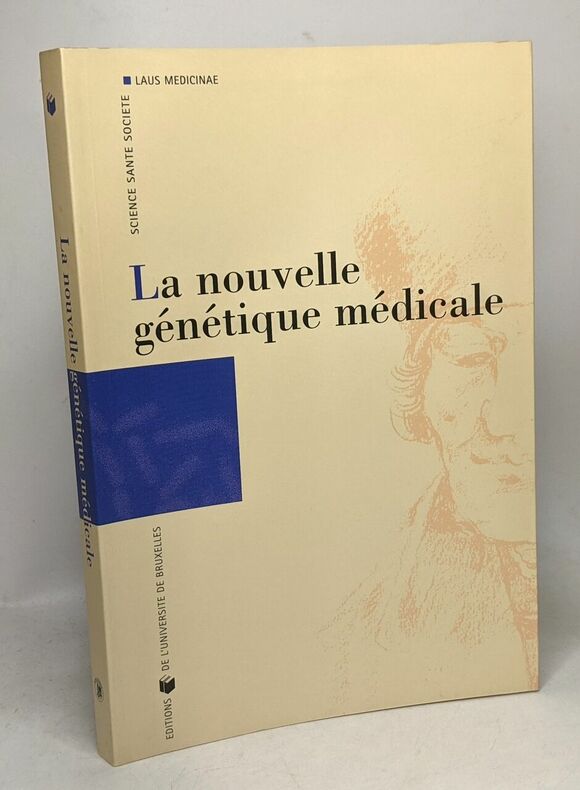 LAUS MEDICINAE
SCIENCE SANTE SOCIETE
La nouvelle
génétique médicale
EDITIONS DE L'UNIVERSITE DE BRUXELLES
La nouvelle génétique médicale